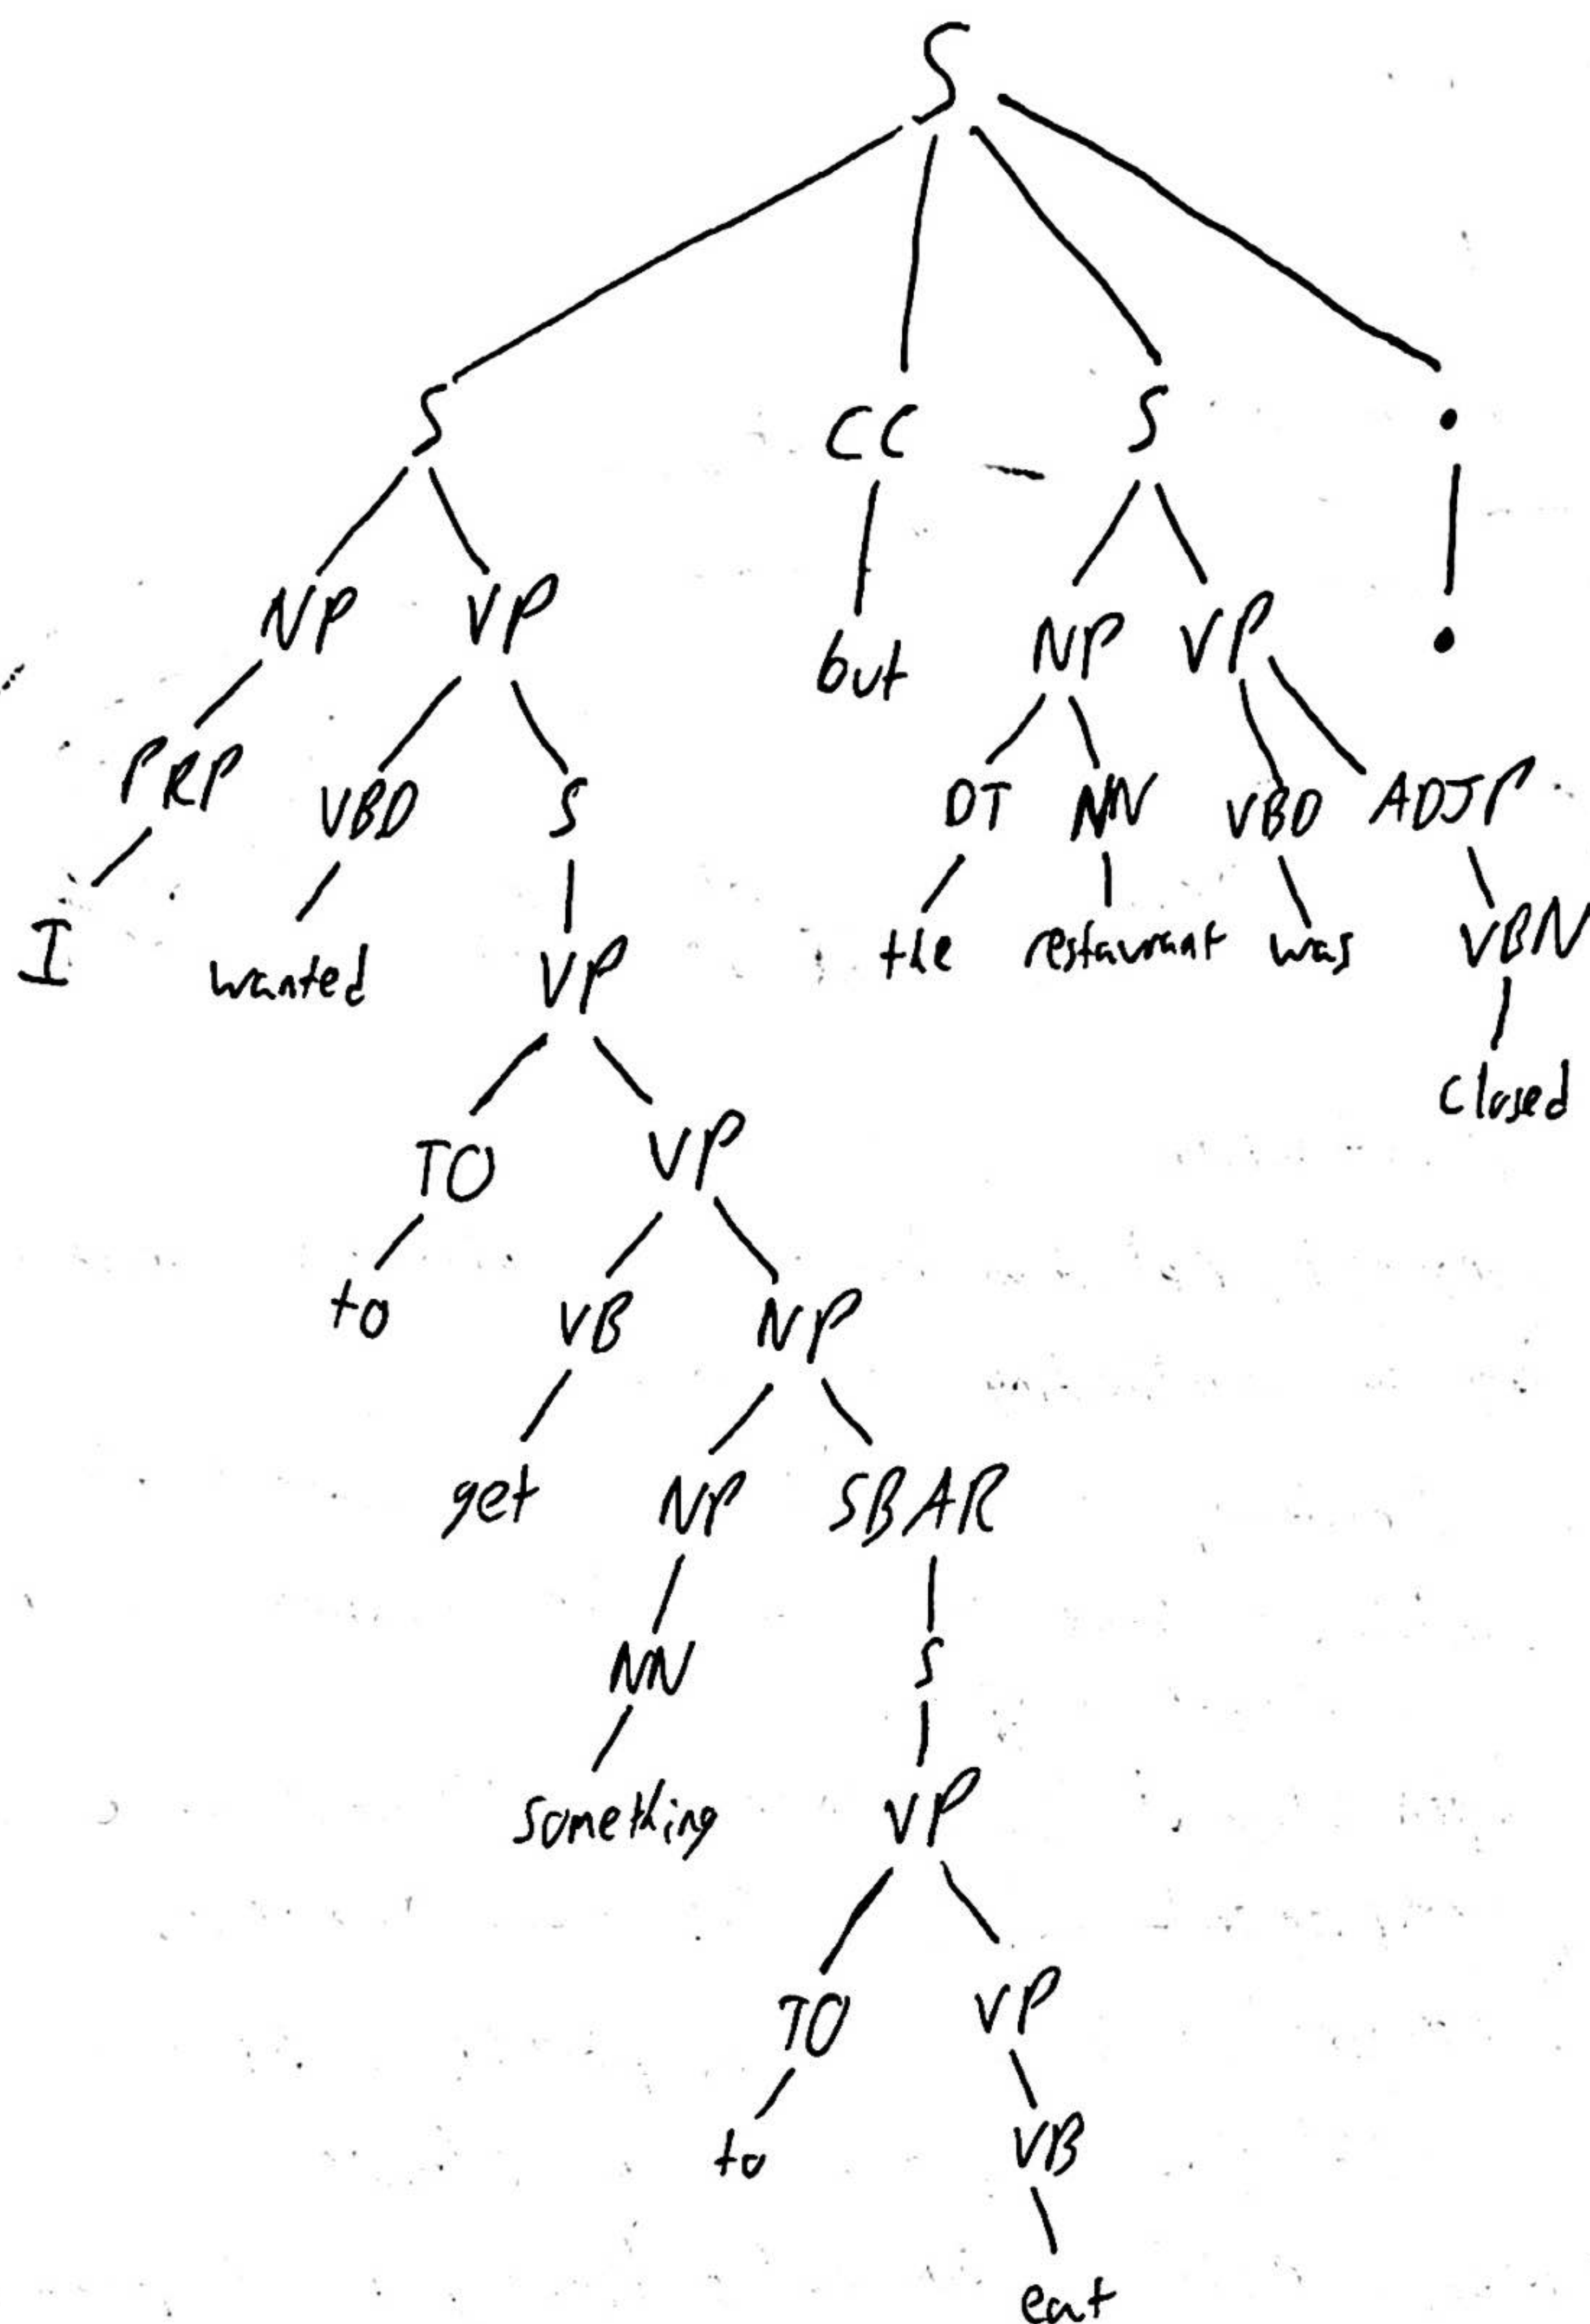 S
S CC S .
NP VP but NP VP .
PRP VBD S DT NN VBD ADJP
I wanted VP the restaurant was VBN
TO VP closed
to VB NP
get NP SBAR
NN S
something VP
TO VP
to VB
eat